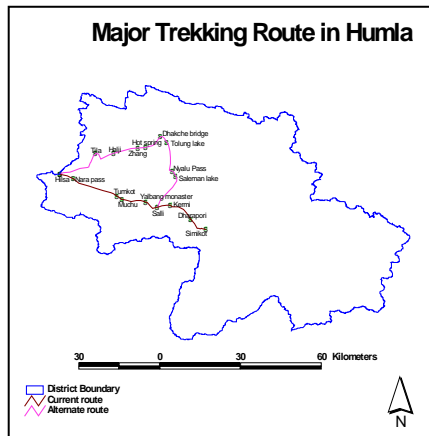 Major Trekking Route in Humla
Dhakche bridge
Hot spring
Tolung lake
Tila Halji
Zhang
Nyalu Pass
Saleman lake
Hilsa Nara pass
Tumkot
Yalbang monaster
Muchu
Kermi
Salli
Dharapori
Simikot
30 0 30 60 Kilometers
District Boundary
Current route
Alternate route
N